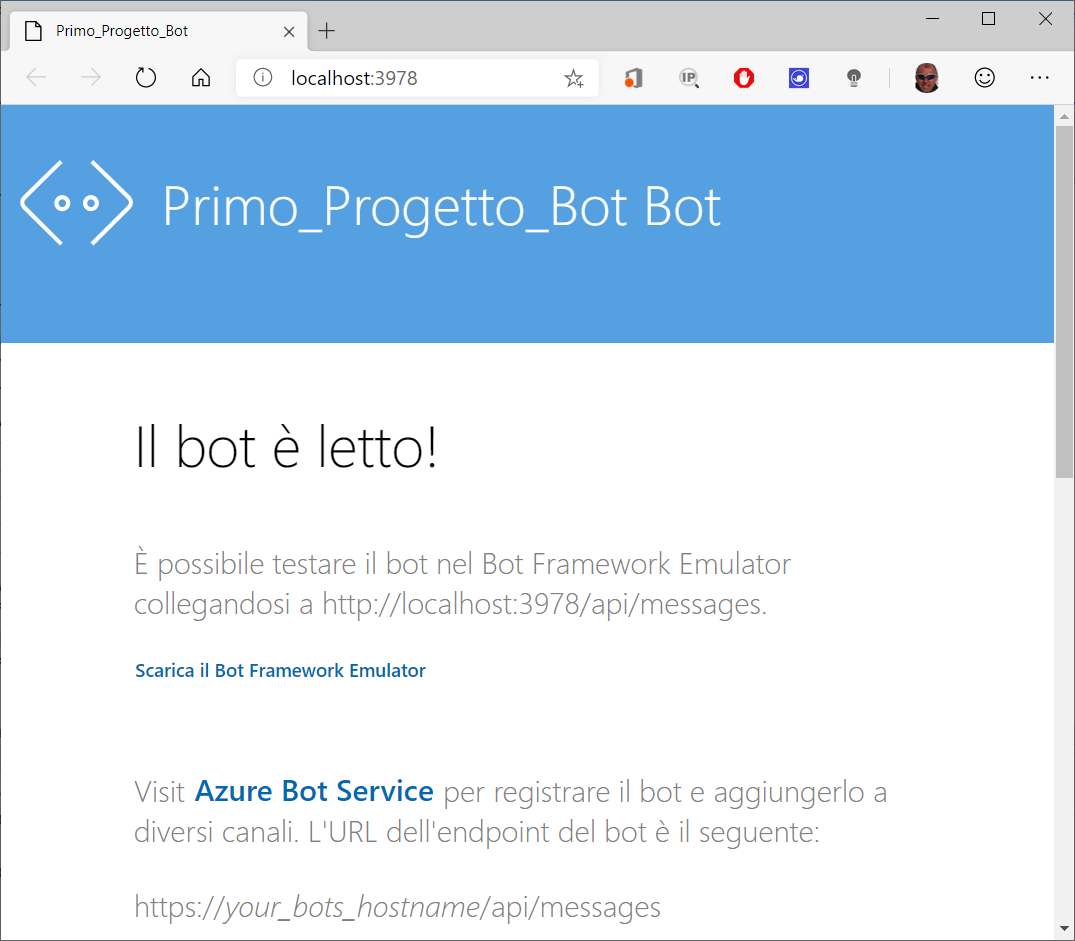 Primo_Progetto_Bot
localhost:3978
IP
Primo_Progetto_Bot Bot
Il bot è letto!
È possibile testare il bot nel Bot Framework Emulator
collegandosi a http://localhost:3978/api/messages.
Scarica il Bot Framework Emulator
Visit Azure Bot Service per registrare il bot e aggiungerlo a
diversi canali. L'URL dell'endpoint del bot è il seguente:
https://your_bots_hostname/api/messages